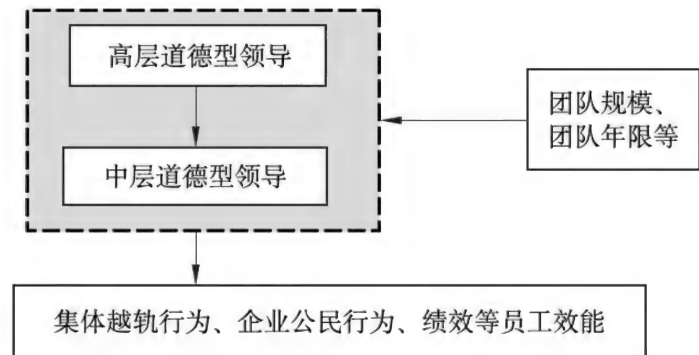 高层道德型领导
团队规模、
团队年限等
中层道德型领导
集体越轨行为、企业公民行为、绩效等员工效能